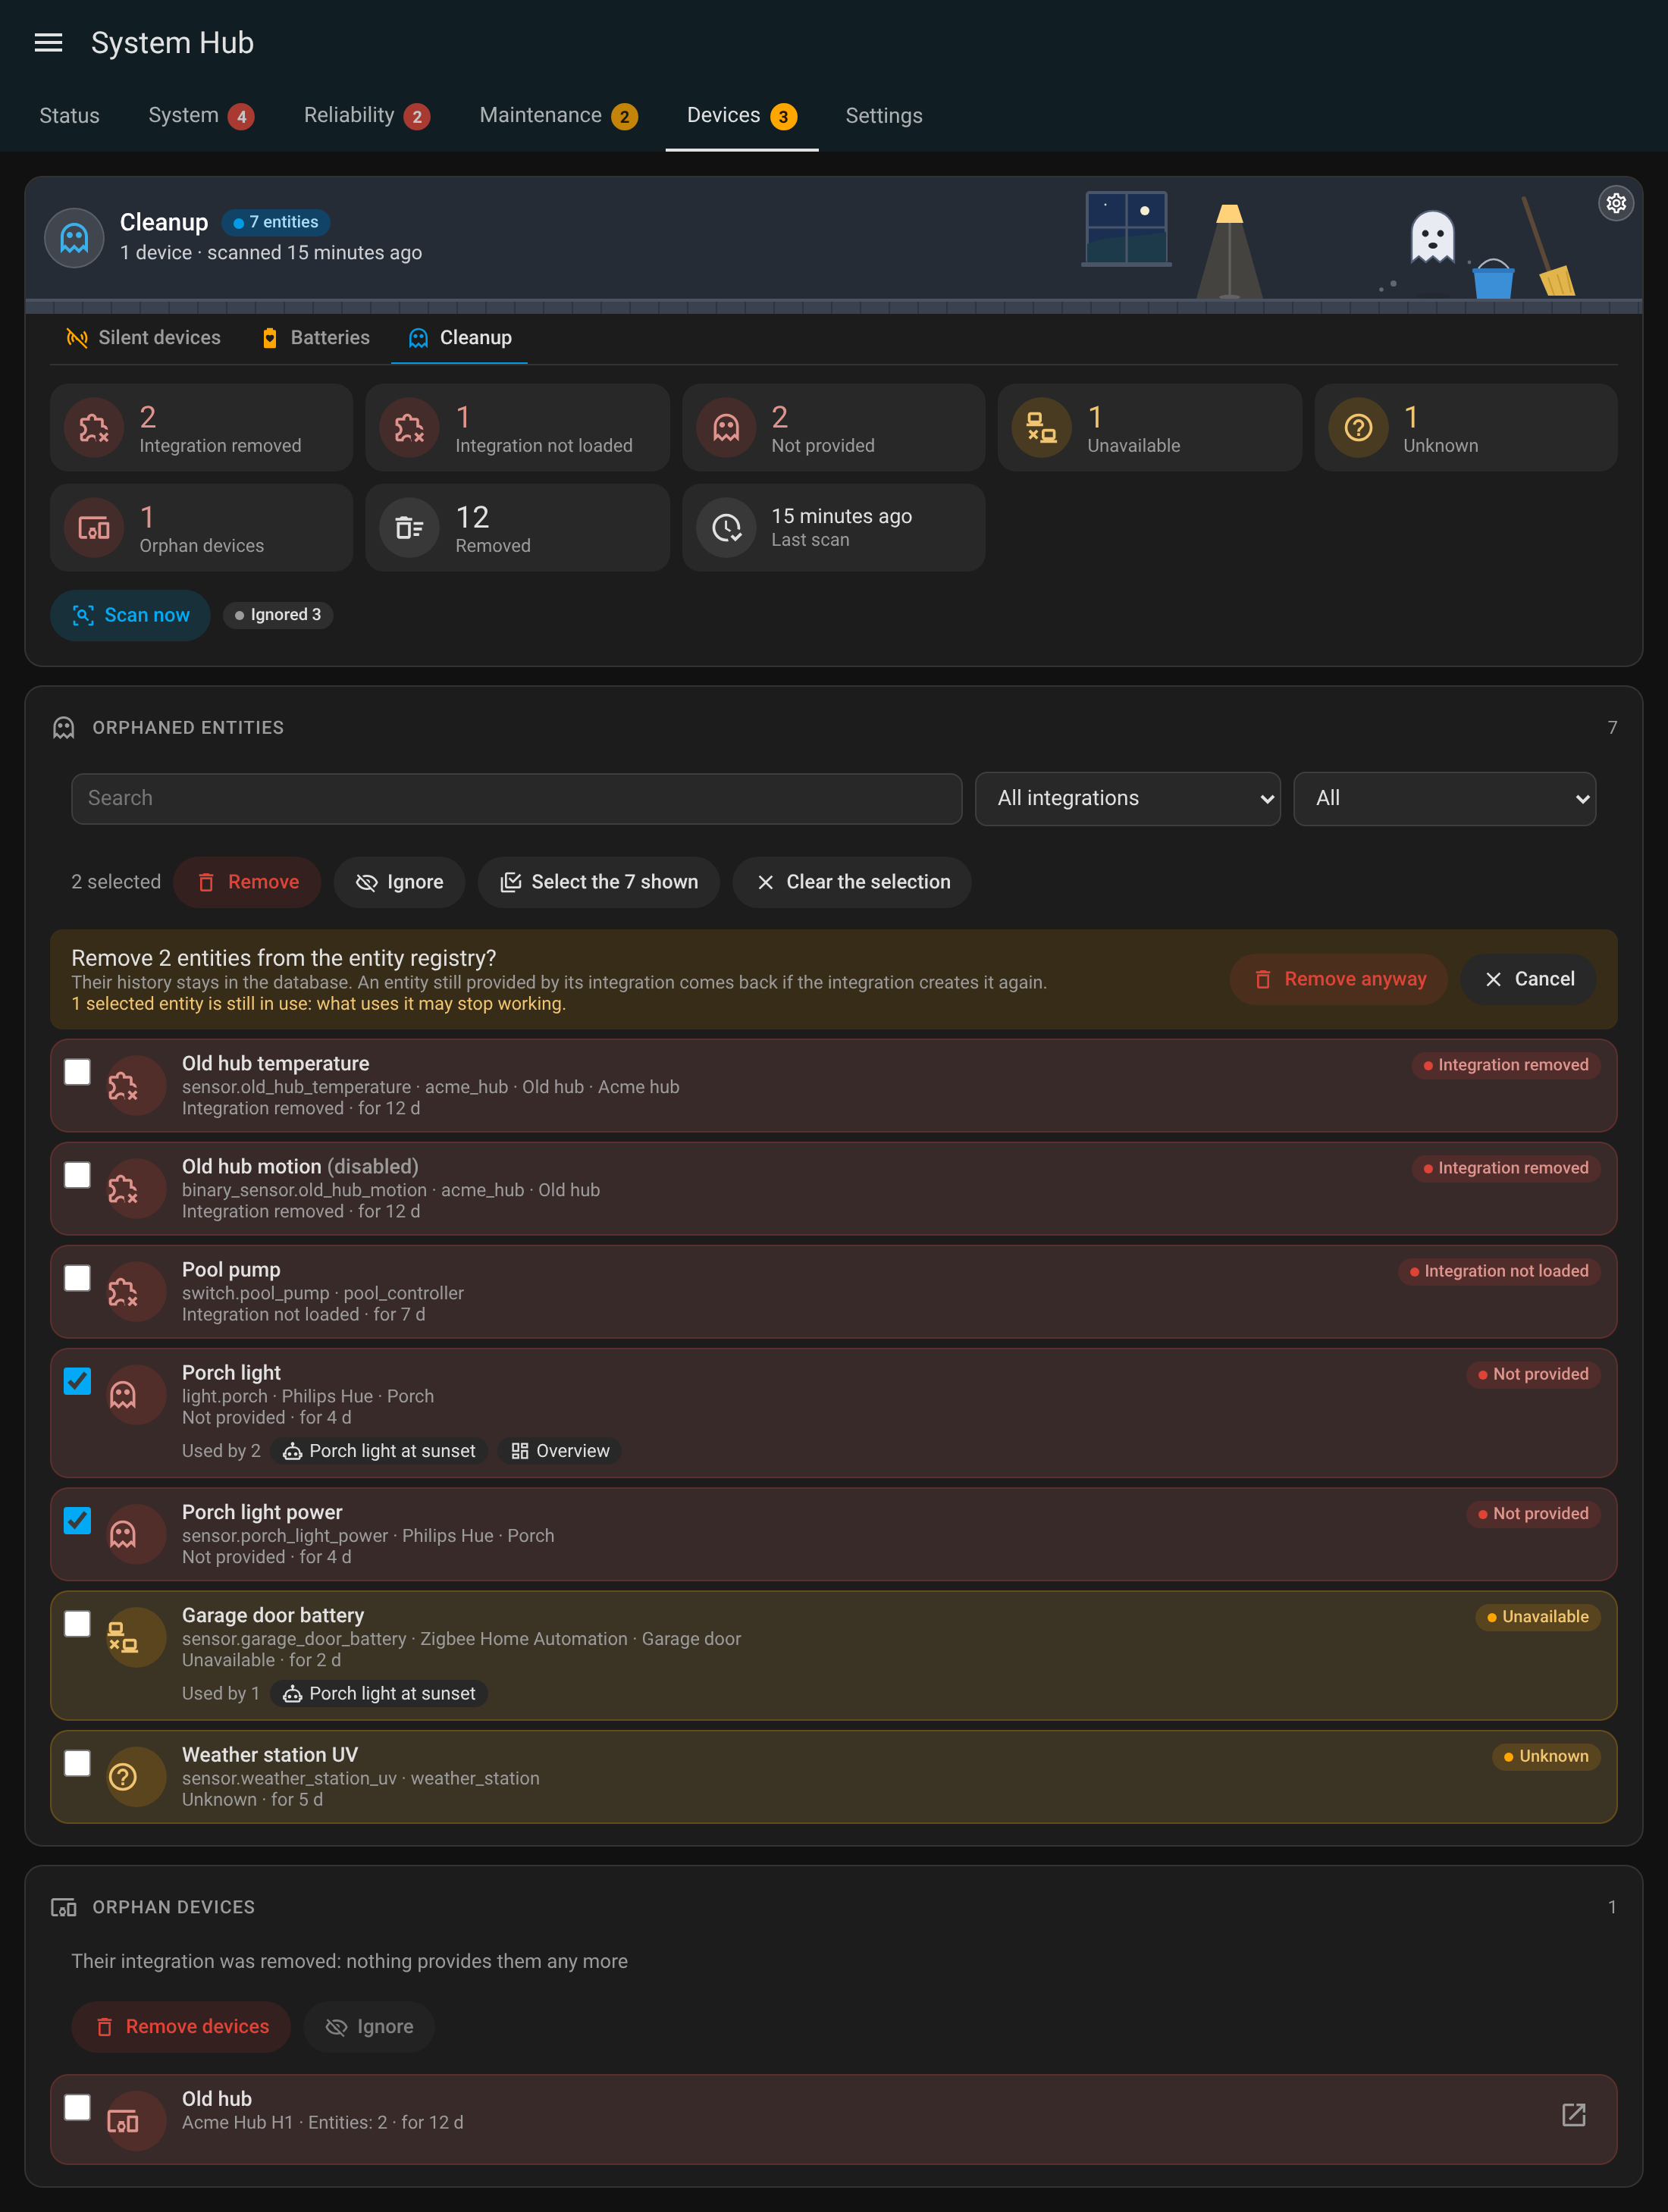 System Hub
Status
System 4
Reliability 2
Maintenance 2
Devices 3
Settings
Cleanup
7 entities
1 device · scanned 15 minutes ago
Silent devices
Batteries
Cleanup
2
Integration removed
1
Integration not loaded
2
Not provided
1
Unavailable
1
Unknown
1
Orphan devices
12
Removed
15 minutes ago
Last scan
Scan now
Ignored 3
ORPHANED ENTITIES
7
Search
All integrations
All
2 selected
Remove
Ignore
Select the 7 shown
Clear the selection
Remove 2 entities from the entity registry?
Their history stays in the database. An entity still provided by its integration comes back if the integration creates it again.
1 selected entity is still in use: what uses it may stop working.
Remove anyway
Cancel
Old hub temperature
sensor.old_hub_temperature · acme_hub · Old hub · Acme hub
Integration removed · for 12 d
Integration removed
Old hub motion (disabled)
binary_sensor.old_hub_motion · acme_hub · Old hub
Integration removed · for 12 d
Integration removed
Pool pump
switch.pool_pump · pool_controller
Integration not loaded · for 7 d
Integration not loaded
Porch light
light.porch · Philips Hue · Porch
Not provided · for 4 d
Used by 2 Porch light at sunset Overview
Not provided
Porch light power
sensor.porch_light_power · Philips Hue · Porch
Not provided · for 4 d
Not provided
Garage door battery
sensor.garage_door_battery · Zigbee Home Automation · Garage door
Unavailable · for 2 d
Used by 1 Porch light at sunset
Unavailable
Weather station UV
sensor.weather_station_uv · weather_station
Unknown · for 5 d
Unknown
ORPHAN DEVICES
1
Their integration was removed: nothing provides them any more
Remove devices
Ignore
Old hub
Acme Hub H1 · Entities: 2 · for 12 d